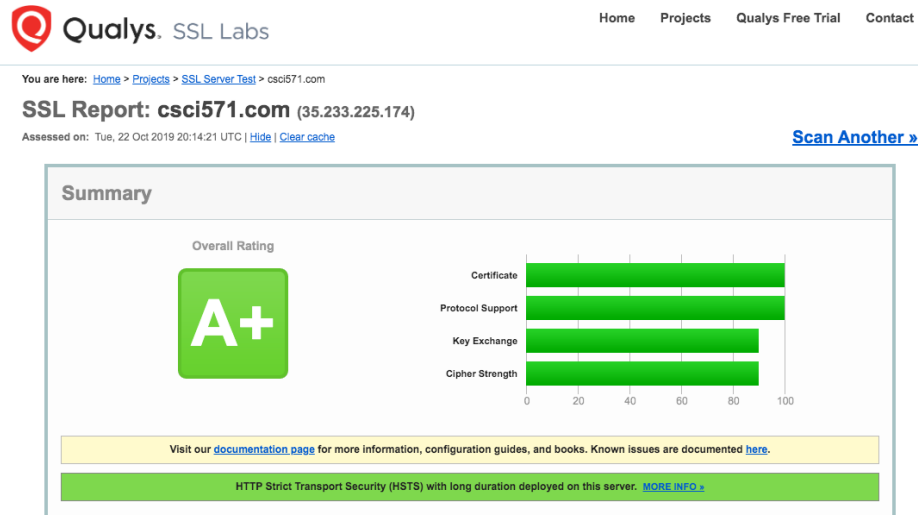 Qualys. SSL Labs
Home Projects Qualys Free Trial Contact
You are here: Home > Projects > SSL Server Test > csci571.com
SSL Report: csci571.com (35.233.225.174)
Assessed on: Tue, 22 Oct 2019 20:14:21 UTC | Hide | Clear cache
Scan Another »
Summary
Overall Rating
A+
Certificate
Protocol Support
Key Exchange
Cipher Strength
0 20 40 60 80 100
Visit our documentation page for more information, configuration guides, and books. Known issues are documented here.
HTTP Strict Transport Security (HSTS) with long duration deployed on this server. MORE INFO »